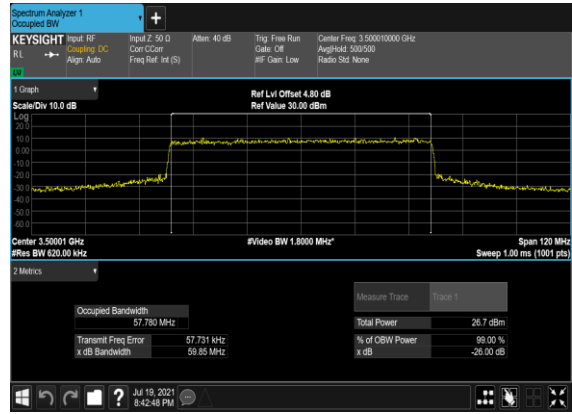 Spectrum Analyzer 1
Occupied BW
+
KEYSIGHT Input: RF Input Z: 50 Ω Atten: 40 dB Trig: Free Run Center Freq: 3.500010000 GHz
RL Coupling: DC Corr CCorr Gate: Off Avg|Hold: 500/500
Align: Auto Freq Ref: Int (S) #IF Gain: Low Radio Std: None
LW
1 Graph
Ref Lvl Offset 4.80 dB
Scale/Div 10.0 dB Ref Value 30.00 dBm
Log
20.0
10.0
0.00
-10.0
-20.0
-30.0
-40.0
-50.0
-60.0
Center 3.50001 GHz #Video BW 1.8000 MHz* Span 120 MHz
#Res BW 620.00 kHz Sweep 1.00 ms (1001 pts)
2 Metrics
Measure Trace Trace 1
Occupied Bandwidth
57.780 MHz Total Power 26.7 dBm
Transmit Freq Error 57.731 kHz % of OBW Power 99.00 %
x dB Bandwidth 59.85 MHz x dB -26.00 dB
? Jul 19, 2021
8:42:48 PM